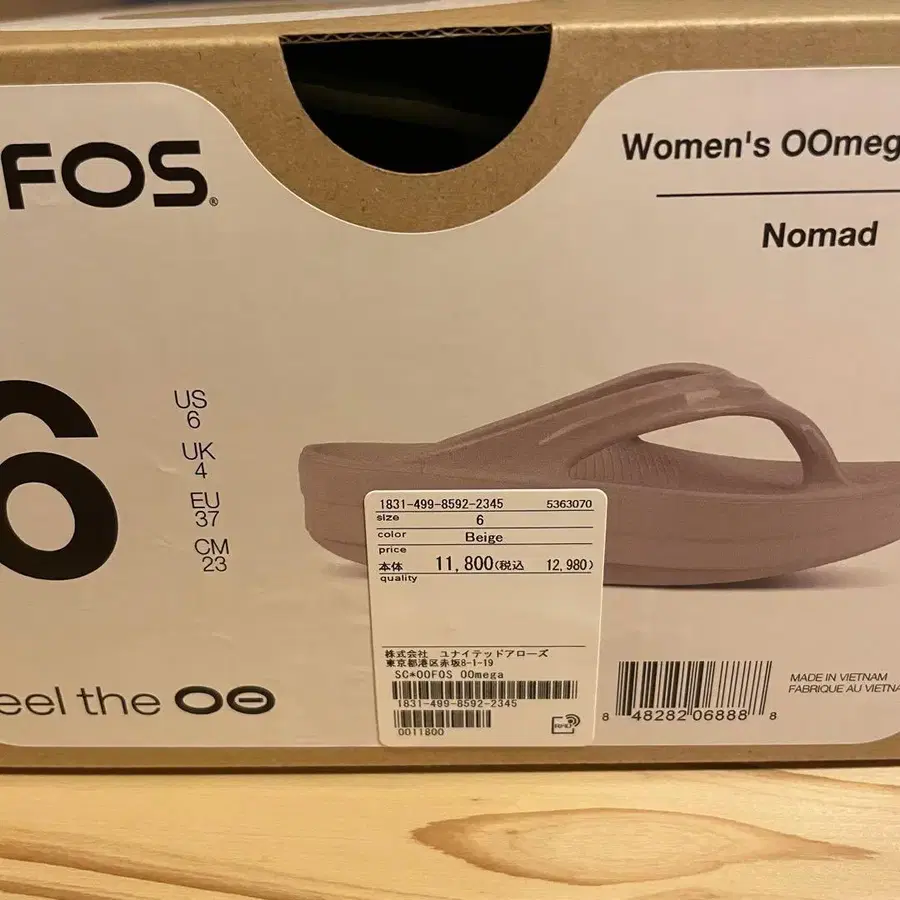 FOS®
Women's OOmeg
Nomad
6
US
6
UK
4
EU
37
CM
23
1831-499-8592-2345 5363070
size 6
color Beige
price
本体 11,800(税込 12,980)
quality
株式会社 ユナイテッドアローズ
東京都港区赤坂8-1-19
SC*OOFOS OOmega
1831-499-8592-2345
0011800
eel the OO
8 48282 06888 8
MADE IN VIETNAM
FABRIQUE AU VIETNA